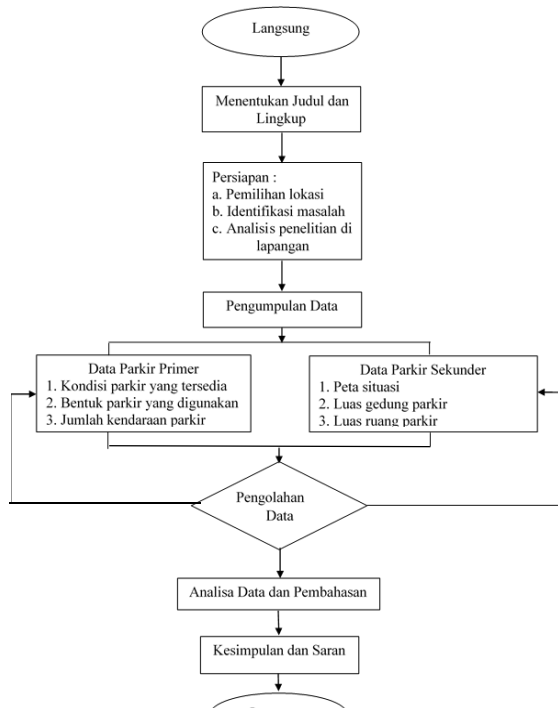 Langsung
Menentukan Judul dan
Lingkup
Persiapan :
a. Pemilihan lokasi
b. Identifikasi masalah
c. Analisis penelitian di
lapangan
Pengumpulan Data
Data Parkir Primer
1. Kondisi parkir yang tersedia
2. Bentuk parkir yang digunakan
3. Jumlah kendaraan parkir
Data Parkir Sekunder
1. Peta situasi
2. Luas gedung parkir
3. Luas ruang parkir
Pengolahan
Data
Analisa Data dan Pembahasan
Kesimpulan dan Saran